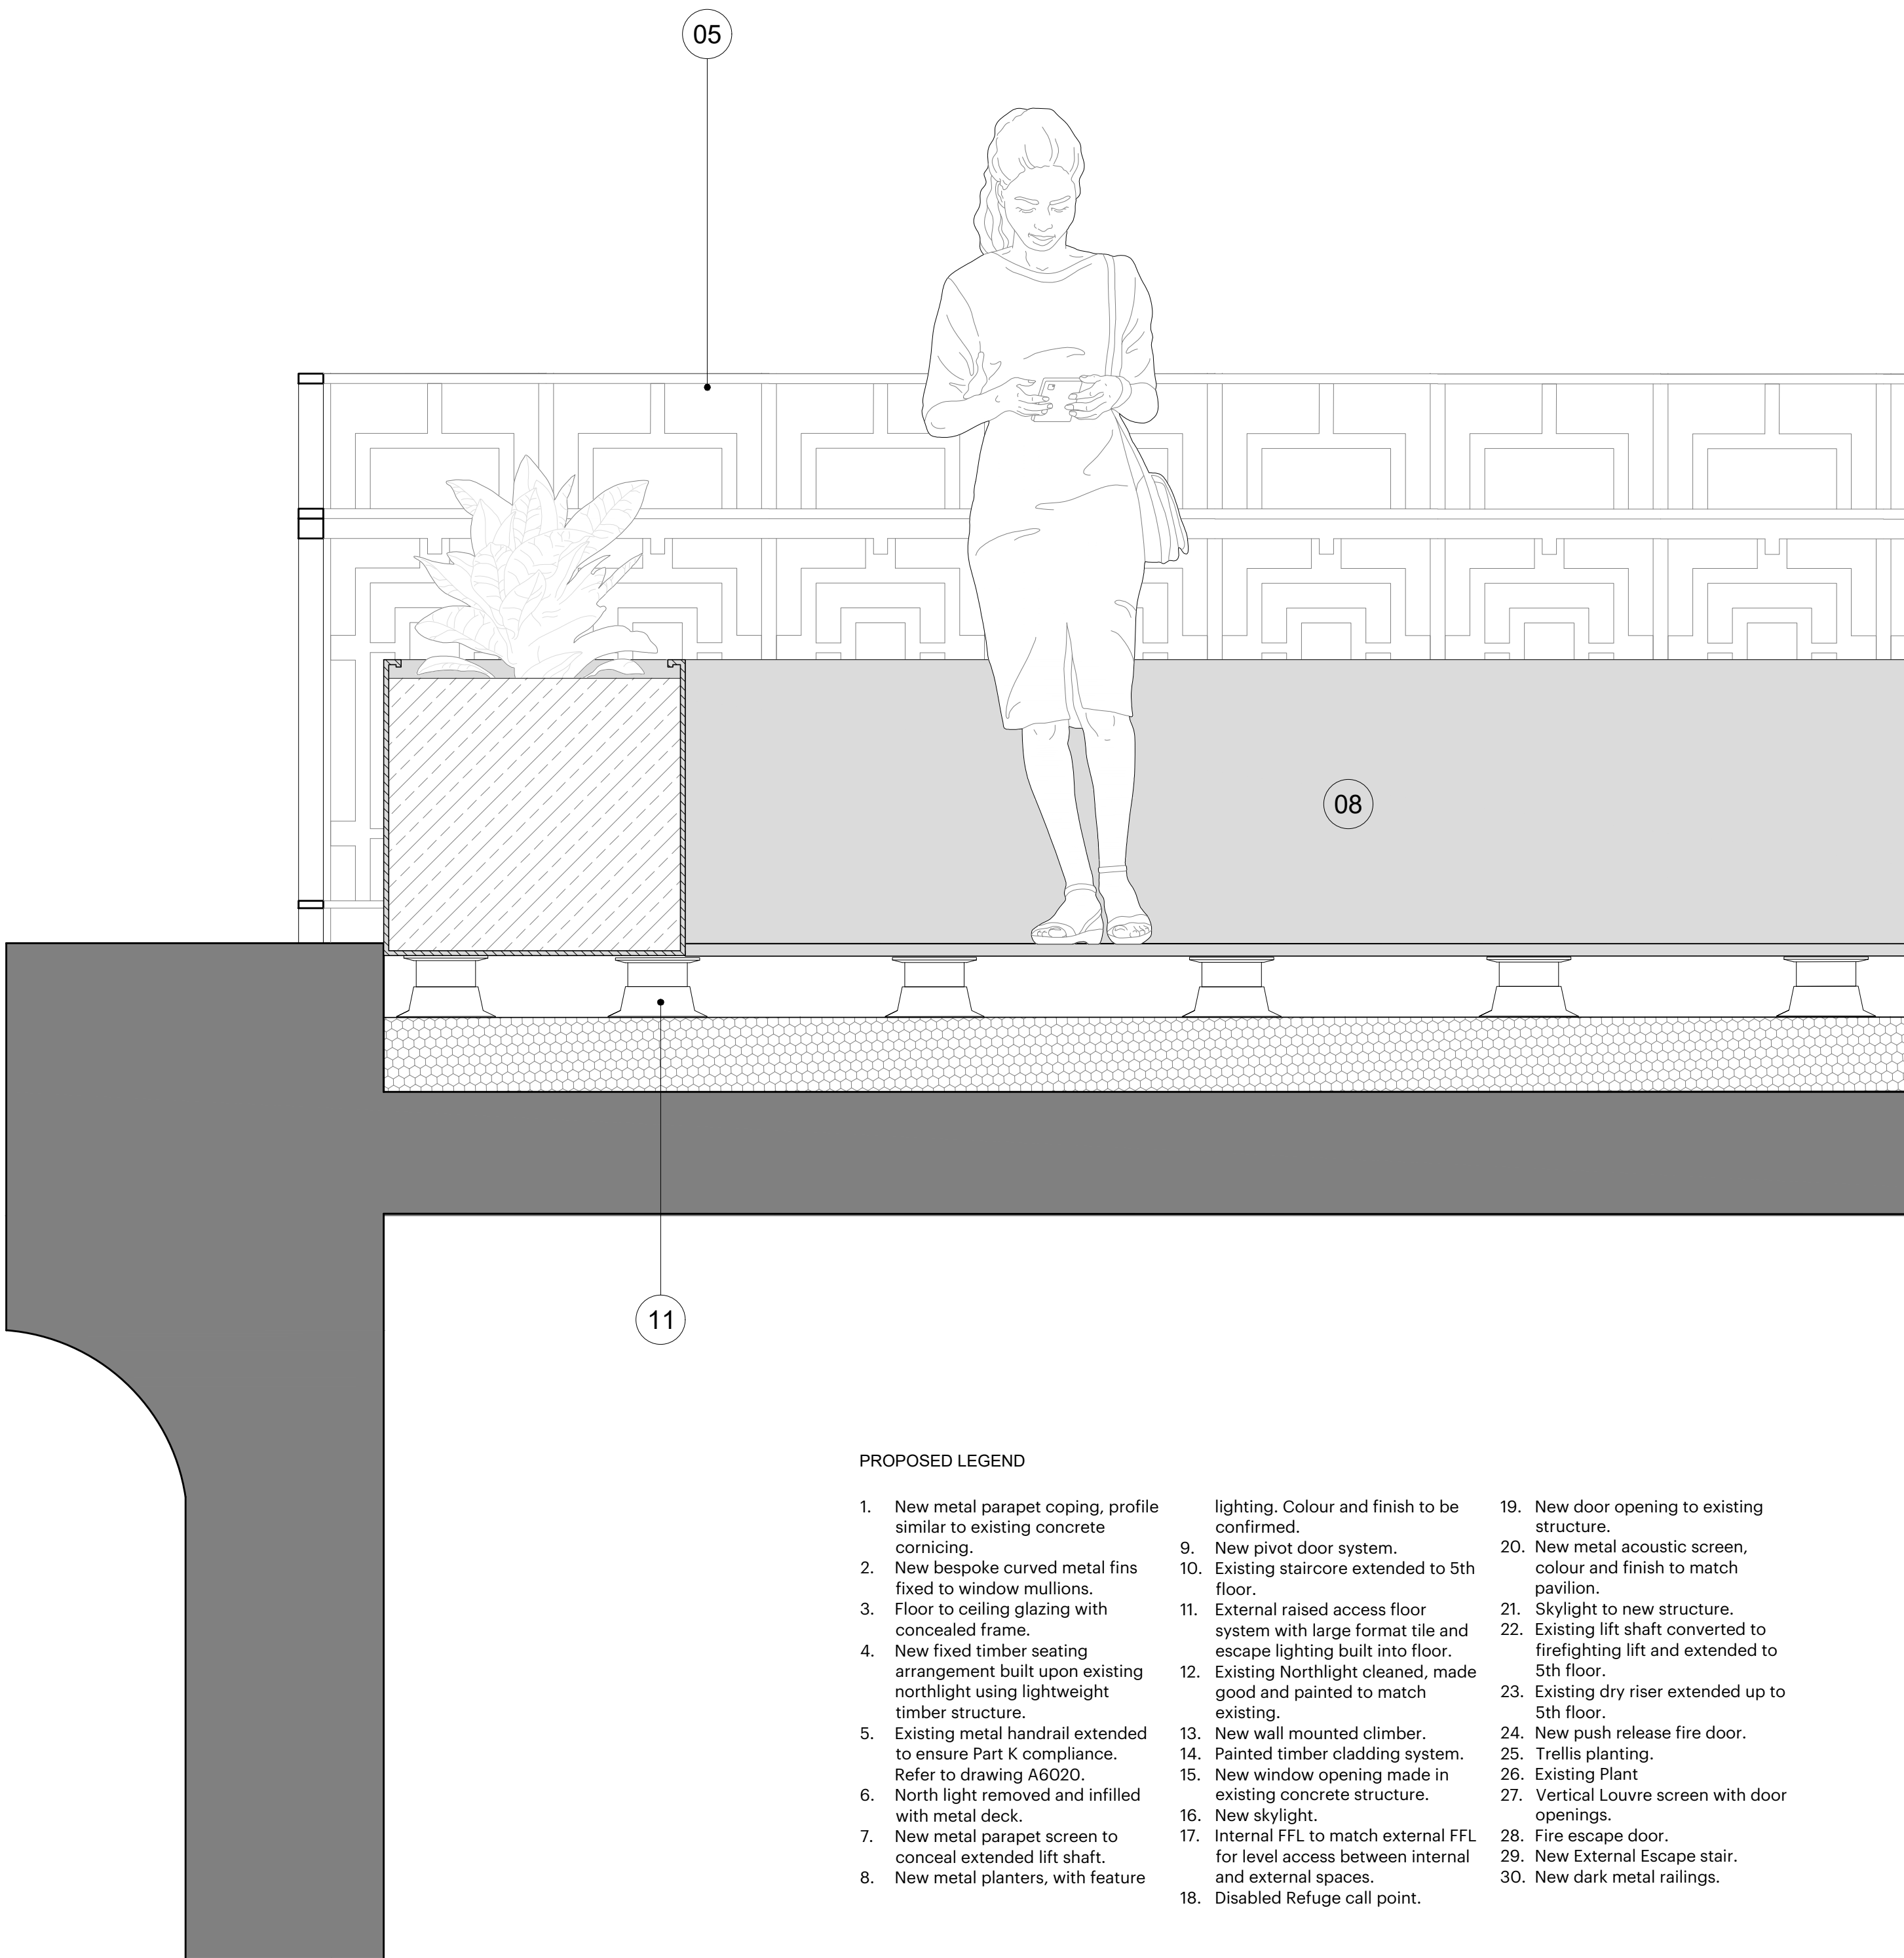 05
08
11
PROPOSED LEGEND
1. New metal parapet coping, profile
similar to existing concrete
cornicing.
2. New bespoke curved metal fins
fixed to window mullions.
3. Floor to ceiling glazing with
concealed frame.
4. New fixed timber seating
arrangement built upon existing
northlight using lightweight
timber structure.
5. Existing metal handrail extended
to ensure Part K compliance.
Refer to drawing A6020.
6. North light removed and infilled
with metal deck.
7. New metal parapet screen to
conceal extended lift shaft.
8. New metal planters, with feature
lighting. Colour and finish to be
confirmed.
9. New pivot door system.
10. Existing staircore extended to 5th
floor.
11. External raised access floor
system with large format tile and
escape lighting built into floor.
12. Existing Northlight cleaned, made
good and painted to match
existing.
13. New wall mounted climber.
14. Painted timber cladding system.
15. New window opening made in
existing concrete structure.
16. New skylight.
17. Internal FFL to match external FFL
for level access between internal
and external spaces.
18. Disabled Refuge call point.
19. New door opening to existing
structure.
20. New metal acoustic screen,
colour and finish to match
pavilion.
21. Skylight to new structure.
22. Existing lift shaft converted to
firefighting lift and extended to
5th floor.
23. Existing dry riser extended up to
5th floor.
24. New push release fire door.
25. Trellis planting.
26. Existing Plant
27. Vertical Louvre screen with door
openings.
28. Fire escape door.
29. New External Escape stair.
30. New dark metal railings.